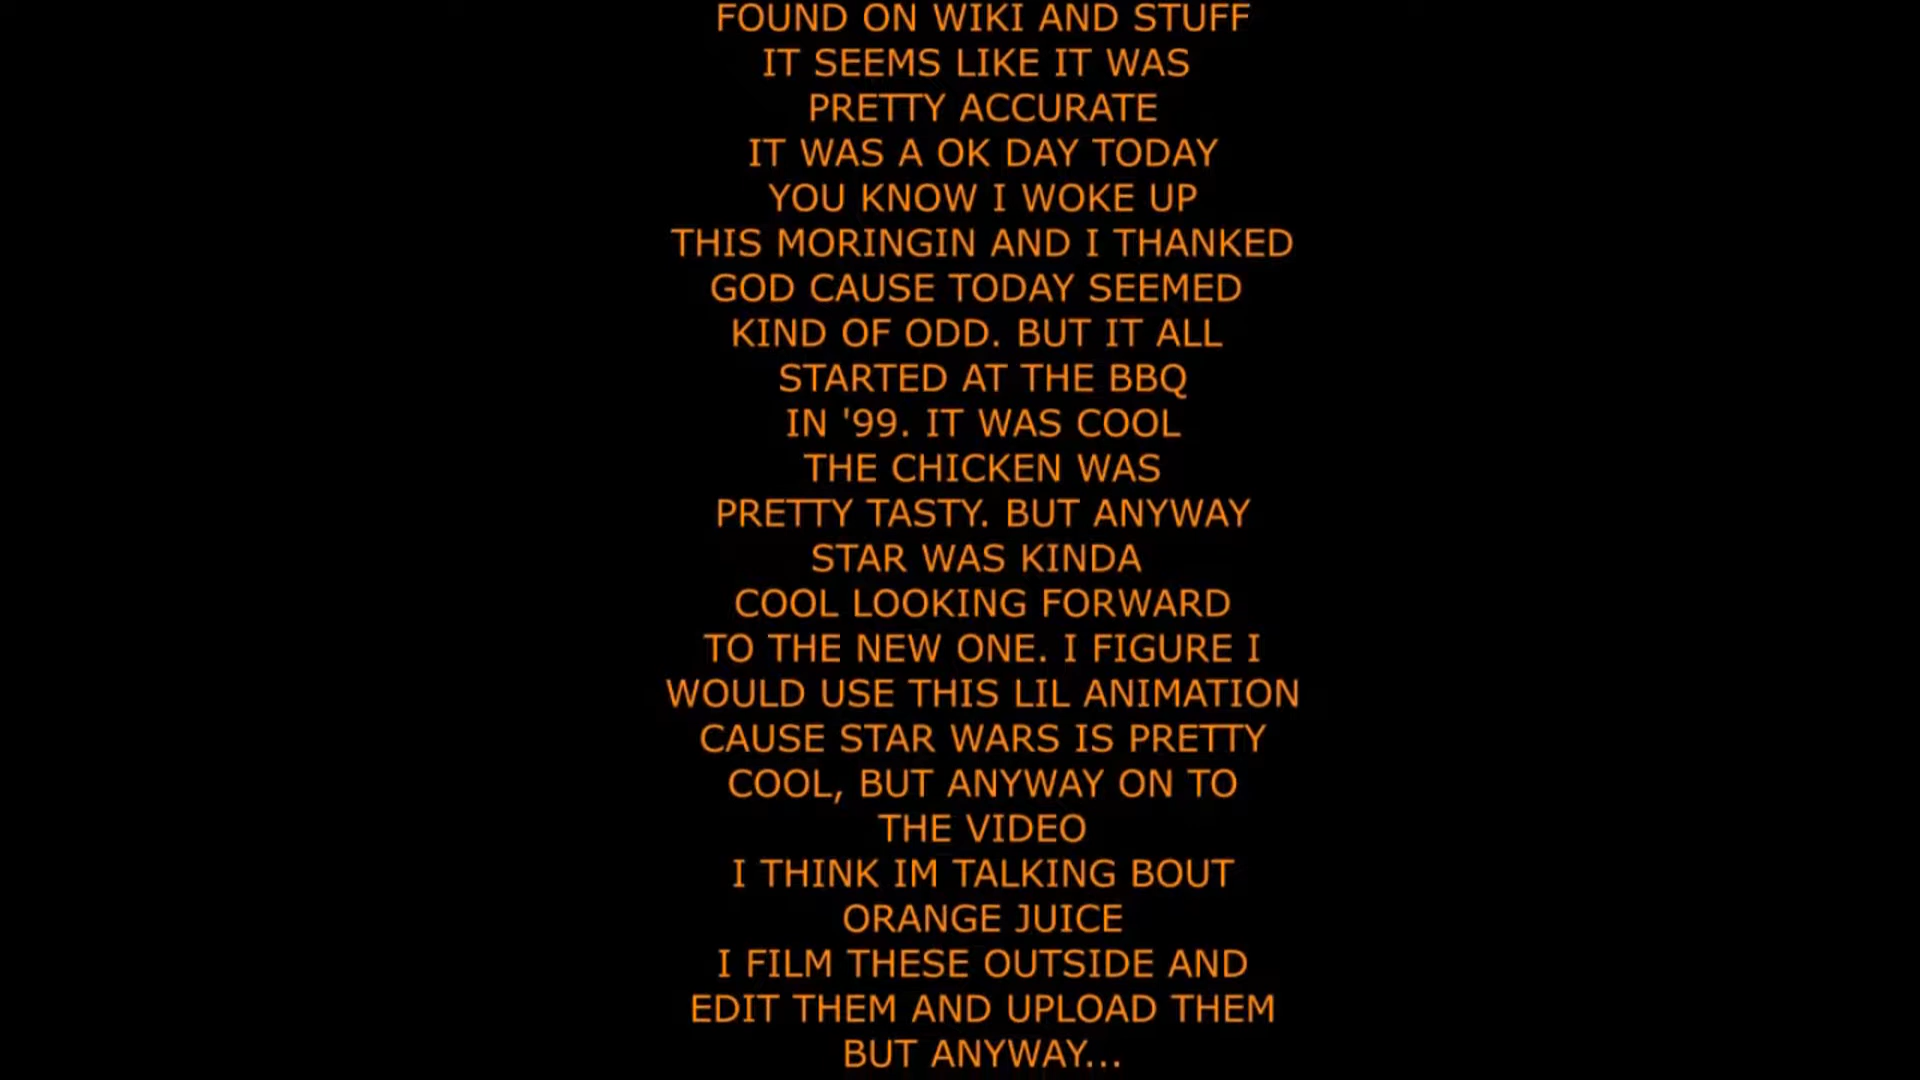 FOUND ON WIKI AND STUFF
IT SEEMS LIKE IT WAS
PRETTY ACCURATE
IT WAS A OK DAY TODAY
YOU KNOW I WOKE UP
THIS MORINGIN AND I THANKED
GOD CAUSE TODAY SEEMED
KIND OF ODD. BUT IT ALL
STARTED AT THE BBQ
IN '99. IT WAS COOL
THE CHICKEN WAS
PRETTY TASTY. BUT ANYWAY
STAR WAS KINDA
COOL LOOKING FORWARD
TO THE NEW ONE. I FIGURE I
WOULD USE THIS LIL ANIMATION
CAUSE STAR WARS IS PRETTY
COOL, BUT ANYWAY ON TO
THE VIDEO
I THINK IM TALKING BOUT
ORANGE JUICE
I FILM THESE OUTSIDE AND
EDIT THEM AND UPLOAD THEM
BUT ANYWAY...